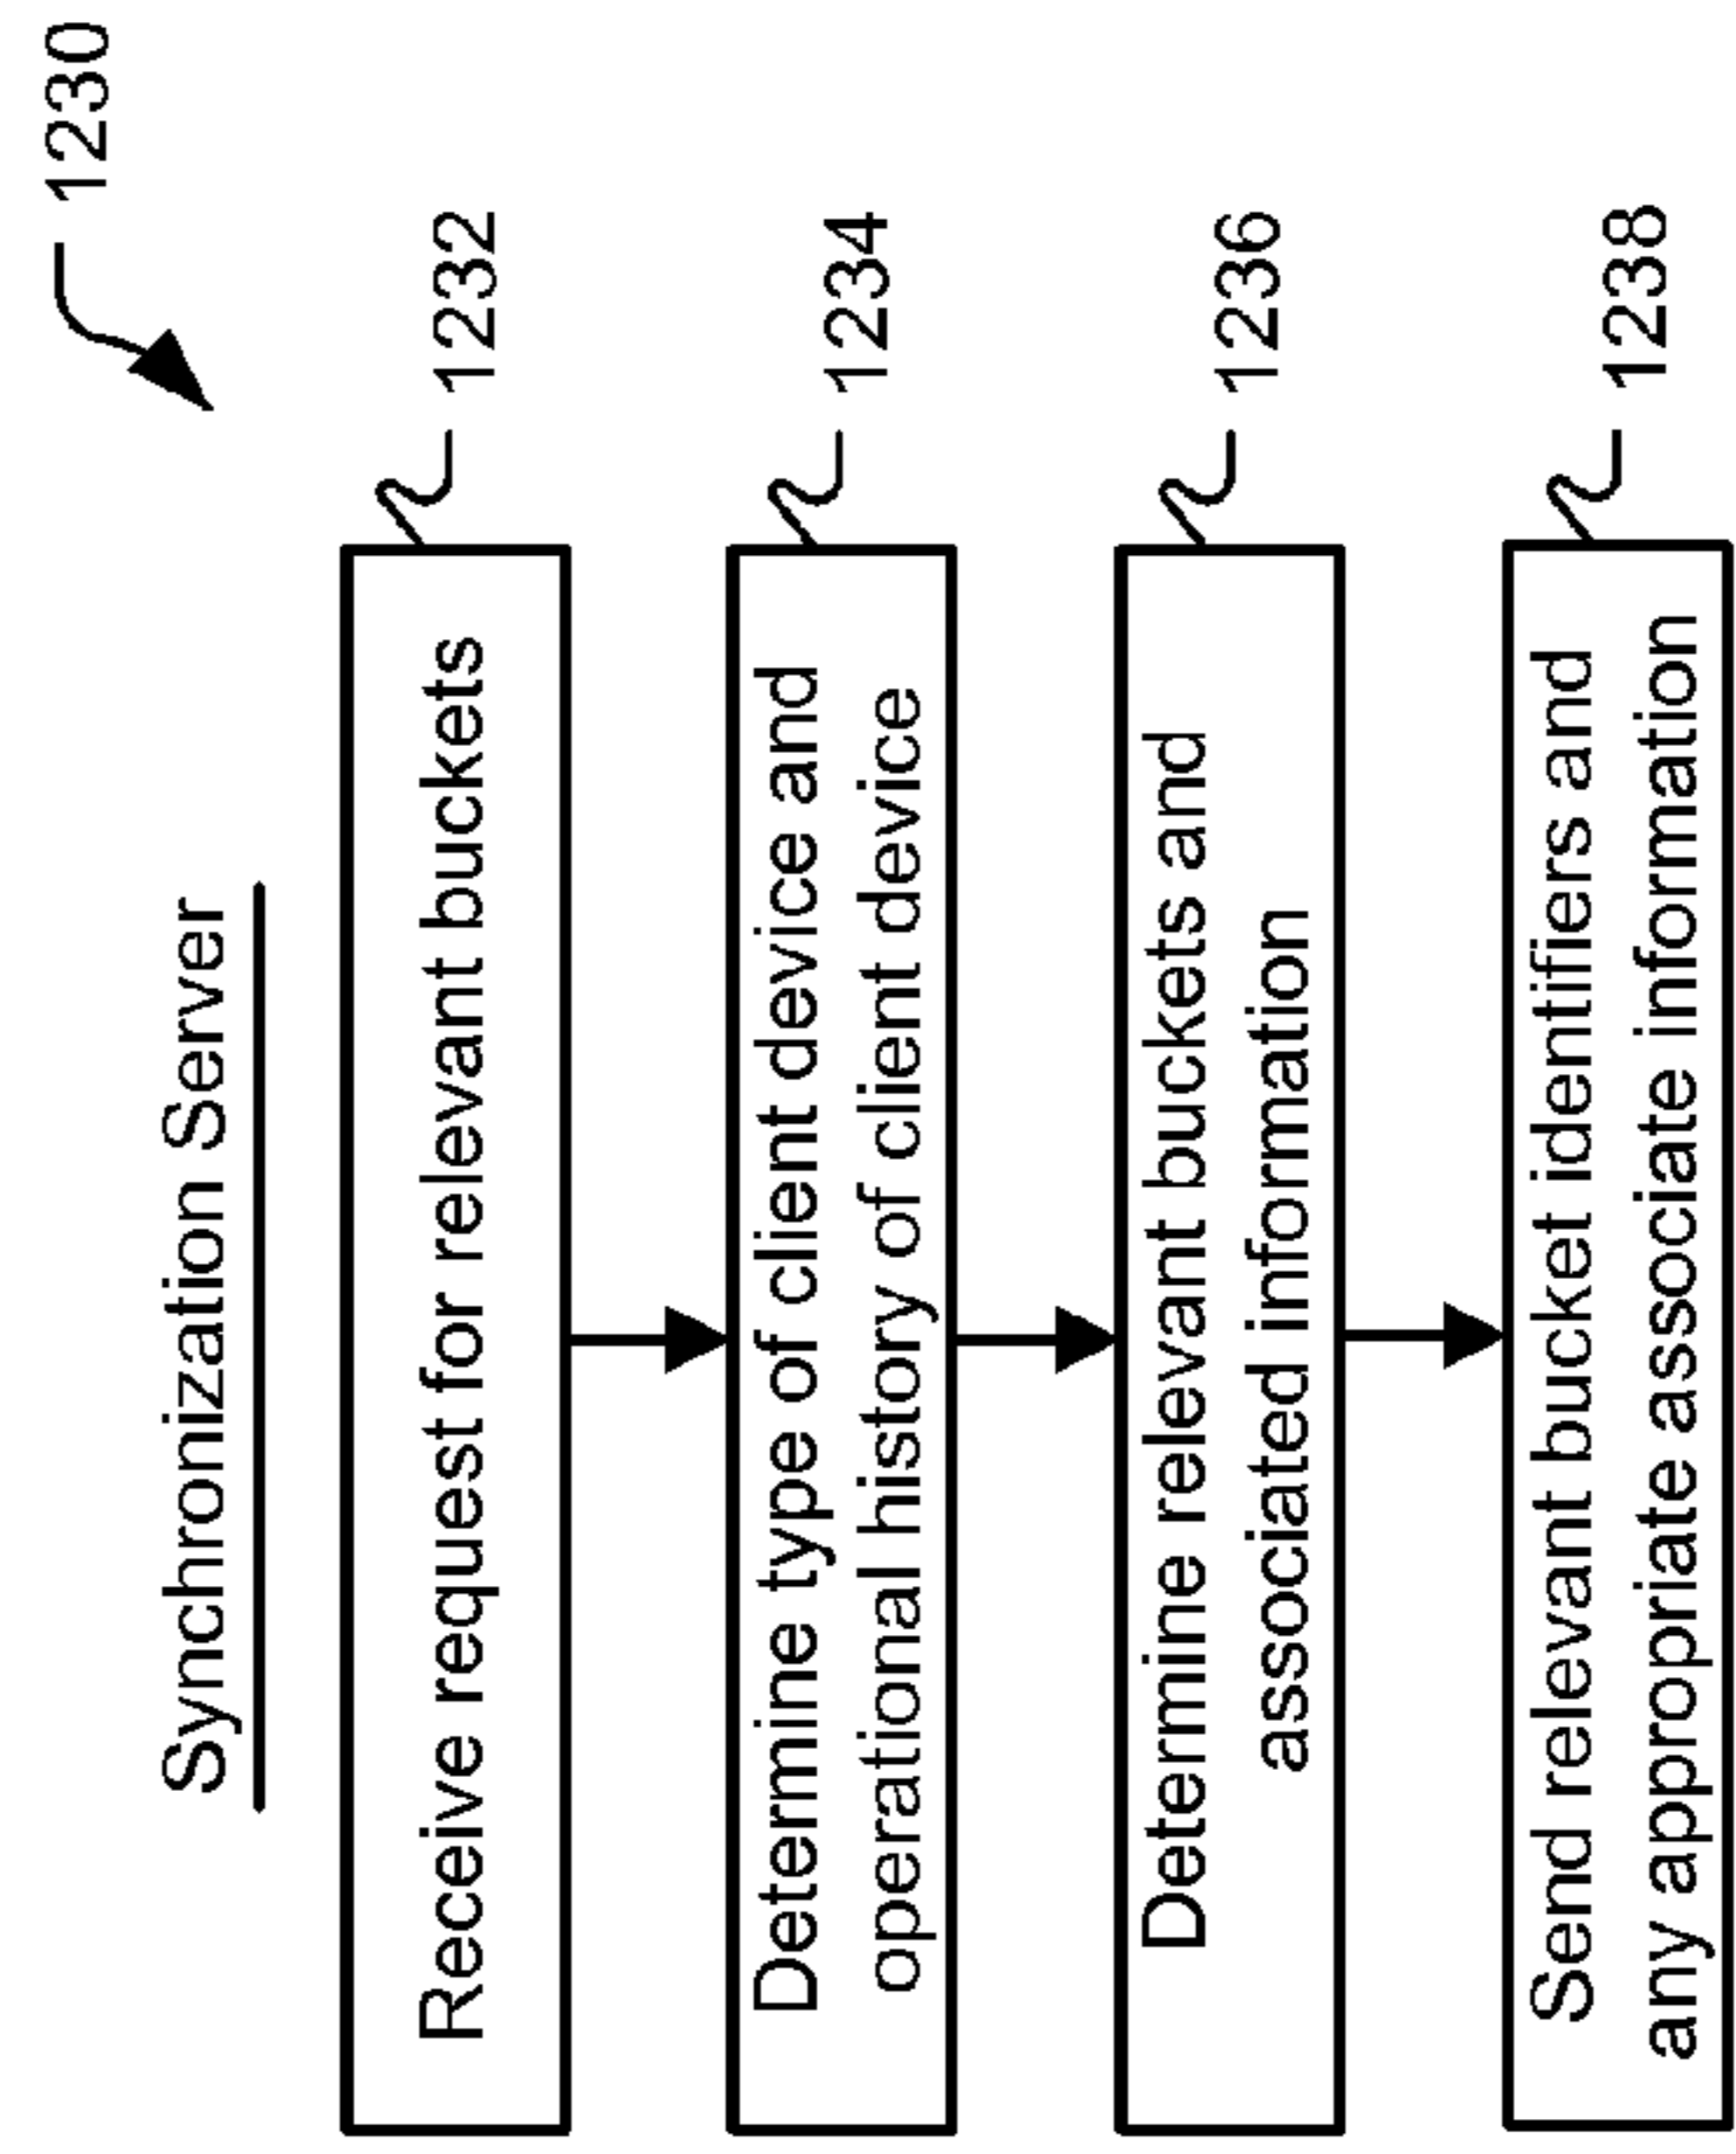 1230
Synchronization Server
Receive request for relevant buckets
1232
Determine type of client device and
operational history of client device
1234
Determine relevant buckets and
associated information
1236
Send relevant bucket identifiers and
any appropriate associate information
1238